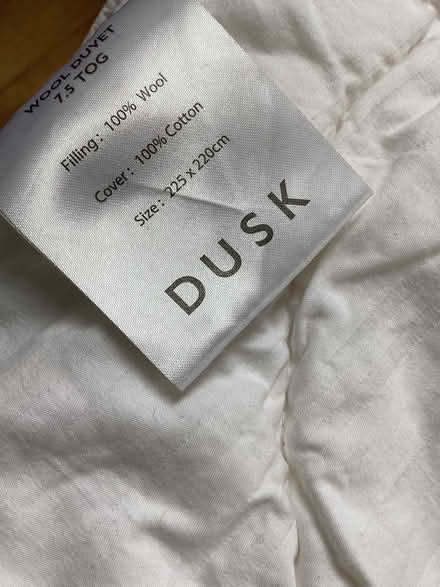 WOOL DUVET
7.5 TOG
Filling: 100% Wool
Cover: 100% Cotton
Size: 225 x 220cm
DUSK